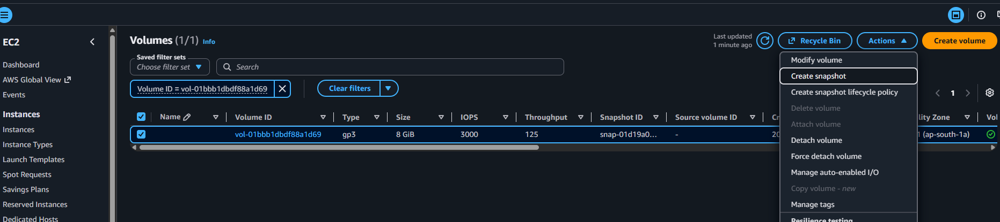 EC2
Dashboard
AWS Global View
Events
Instances
Instances
Instance Types
Launch Templates
Spot Requests
Savings Plans
Reserved Instances
Dedicated Hosts
Volumes (1/1) Info
Last updated
1 minute ago
Recycle Bin
Actions
Create volume
Saved filter sets
Choose filter set
Search
Volume ID = vol-01bbb1dbdf88a1d69
Clear filters
1
Name Volume ID Type Size IOPS Throughput Snapshot ID Source volume ID Cr lity Zone Vol
vol-01bbb1dbdf88a1d69 gp3 8 GiB 3000 125 snap-01d19a0... - 20 1 (ap-south-1a)
Modify volume
Create snapshot
Create snapshot lifecycle policy
Delete volume
Attach volume
Detach volume
Force detach volume
Manage auto-enabled I/O
Copy volume - new
Manage tags
Resilience testing